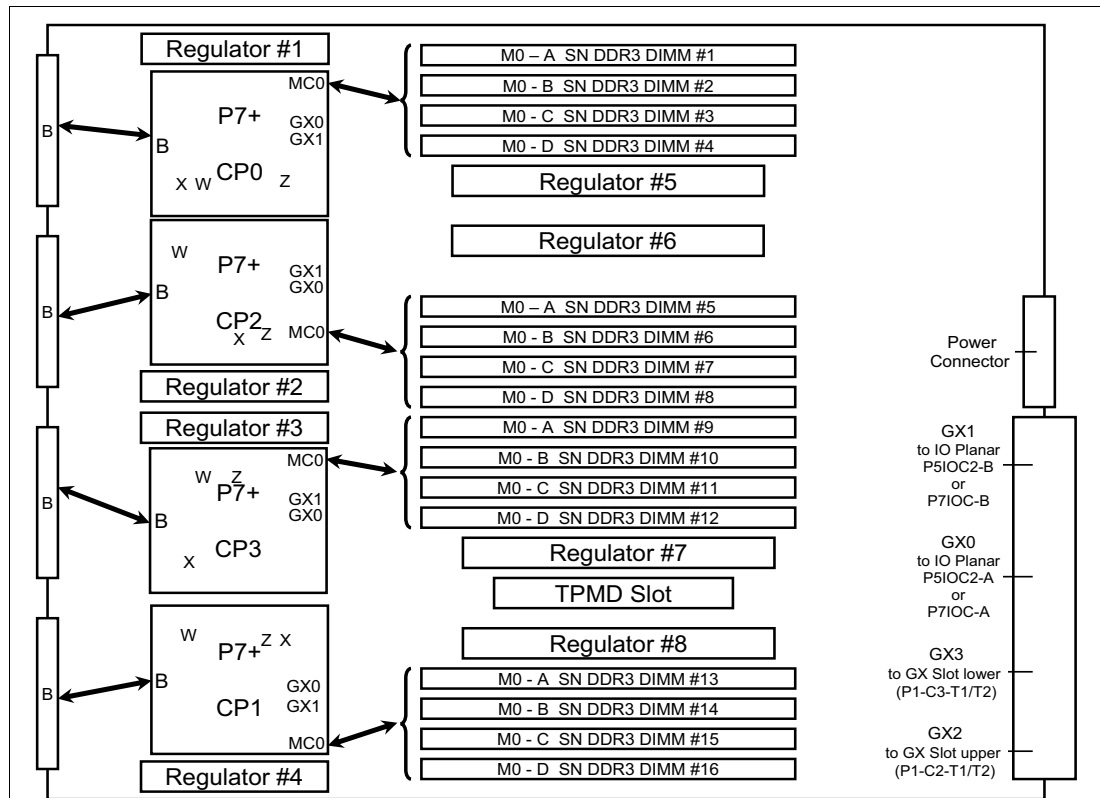 Regulator #1
B
MC0
P7+
GX0
GX1
B
CP0
X W
Z
M0 – A SN DDR3 DIMM #1
M0 - B SN DDR3 DIMM #2
M0 - C SN DDR3 DIMM #3
M0 - D SN DDR3 DIMM #4
Regulator #5
Regulator #6
B
W
P7+
GX1
GX0
B
CP2
X
Z
MC0
M0 – A SN DDR3 DIMM #5
M0 - B SN DDR3 DIMM #6
M0 - C SN DDR3 DIMM #7
M0 - D SN DDR3 DIMM #8
Regulator #2
Regulator #3
B
MC0
W
Z
P7+
GX1
GX0
B
CP3
X
M0 - A SN DDR3 DIMM #9
M0 - B SN DDR3 DIMM #10
M0 - C SN DDR3 DIMM #11
M0 - D SN DDR3 DIMM #12
Regulator #7
TPMD Slot
Regulator #8
B
W
P7+
Z X
B
GX0
GX1
CP1
MC0
M0 - A SN DDR3 DIMM #13
M0 - B SN DDR3 DIMM #14
M0 - C SN DDR3 DIMM #15
M0 - D SN DDR3 DIMM #16
Regulator #4
Power
Connector
GX1
to IO Planar
P5IOC2-B
or
P7IOC-B
GX0
to IO Planar
P5IOC2-A
or
P7IOC-A
GX3
to GX Slot lower
(P1-C3-T1/T2)
GX2
to GX Slot upper
(P1-C2-T1/T2)